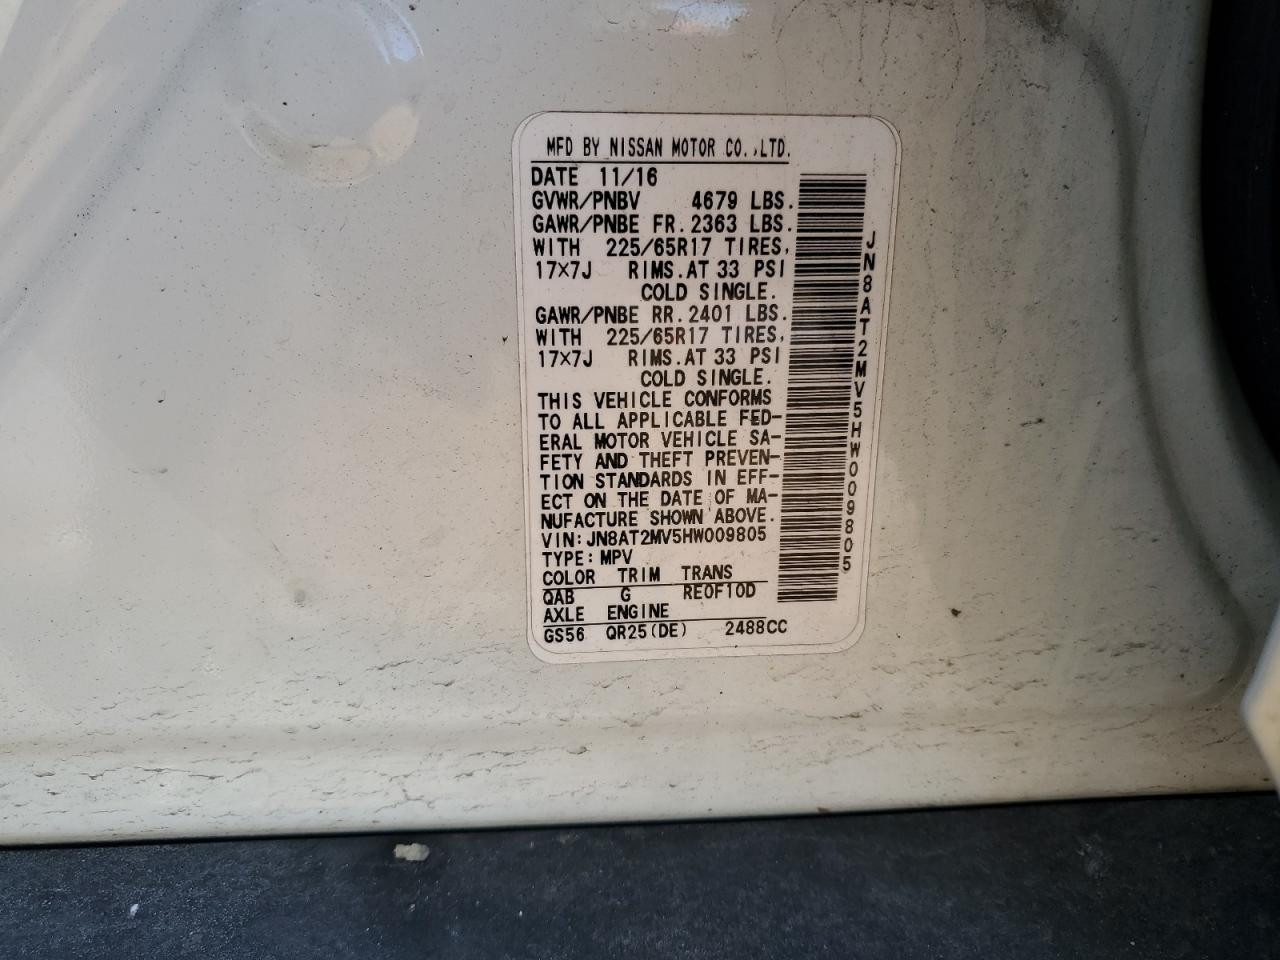 MFD BY NISSAN MOTOR CO.,LTD.
DATE 11/16
GVWR/PNBV 4679 LBS.
GAWR/PNBE FR. 2363 LBS.
WITH 225/65R17 TIRES,
17×7J RIMS.AT 33 PSI
COLD SINGLE.
GAWR/PNBE RR. 2401 LBS.
WITH 225/65R17 TIRES,
17×7J RIMS.AT 33 PSI
COLD SINGLE.
THIS VEHICLE CONFORMS
TO ALL APPLICABLE FED-
ERAL MOTOR VEHICLE SA-
FETY AND THEFT PREVEN-
TION STANDARDS IN EFF-
ECT ON THE DATE OF MA-
NUFACTURE SHOWN ABOVE.
VIN:JN8AT2MV5HW009805
TYPE:MPV
COLOR TRIM TRANS
QAB G RE0F10D
AXLE ENGINE
GS56 QR25(DE) 2488CC
JN8AT2MV5HW009805